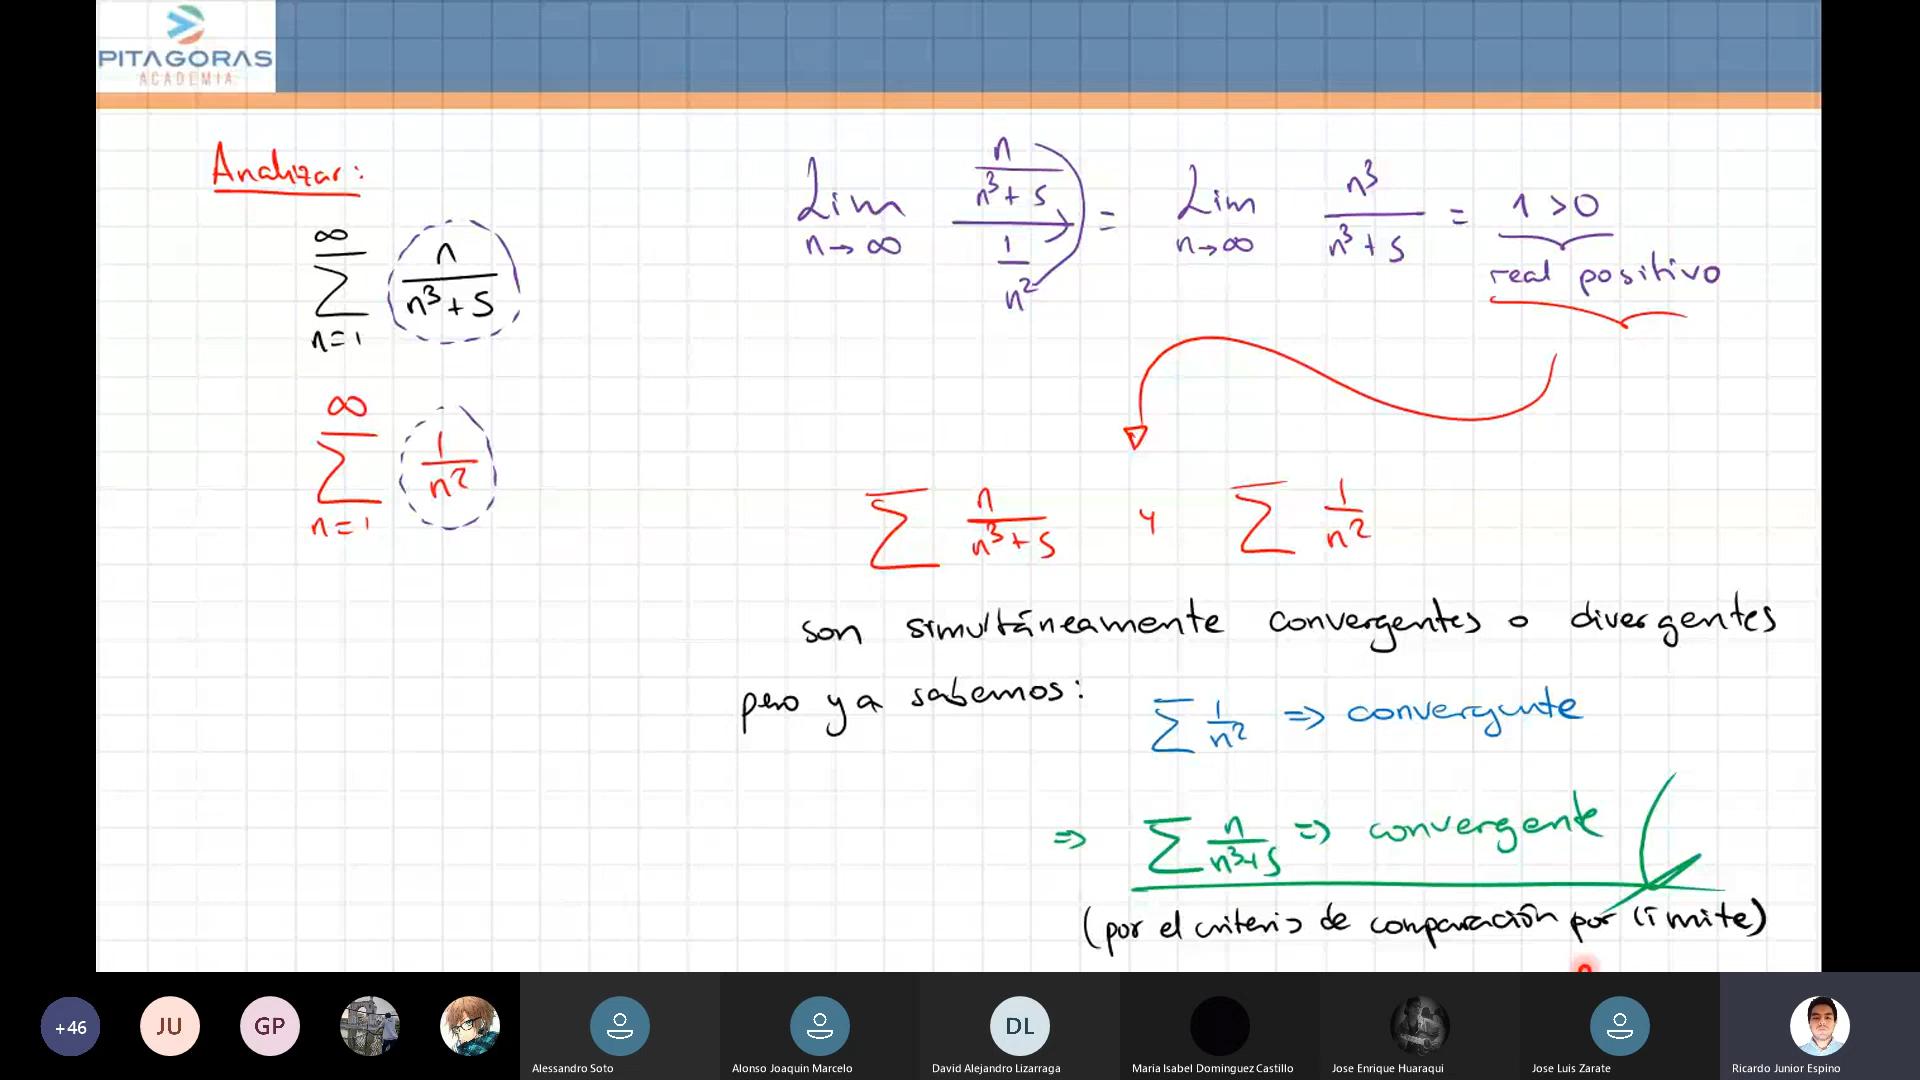 PITAGORAS
ACADEMIA
Analizar:
∞
Σ n/(n³+5)
n=1
∞
Σ 1/n²
n=1
Lim n→∞ (n/(n³+5))/(1/n²) = Lim n→∞ n³/(n³+5) = 1 > 0
real positivo
Σ n/(n³+5) y Σ 1/n²
son simultáneamente convergentes o divergentes
pero ya sabemos: Σ 1/n² => convergente
=> Σ n/(n³+5 => convergente
(por el criterio de comparación por límite)
+46
JU
GP
DL
Alessandro Soto
Alonso Joaquin Marcelo
David Alejandro Lizarraga
Maria Isabel Dominguez Castillo
Jose Enrique Huaraqui
Jose Luis Zarate
Ricardo Junior Espino